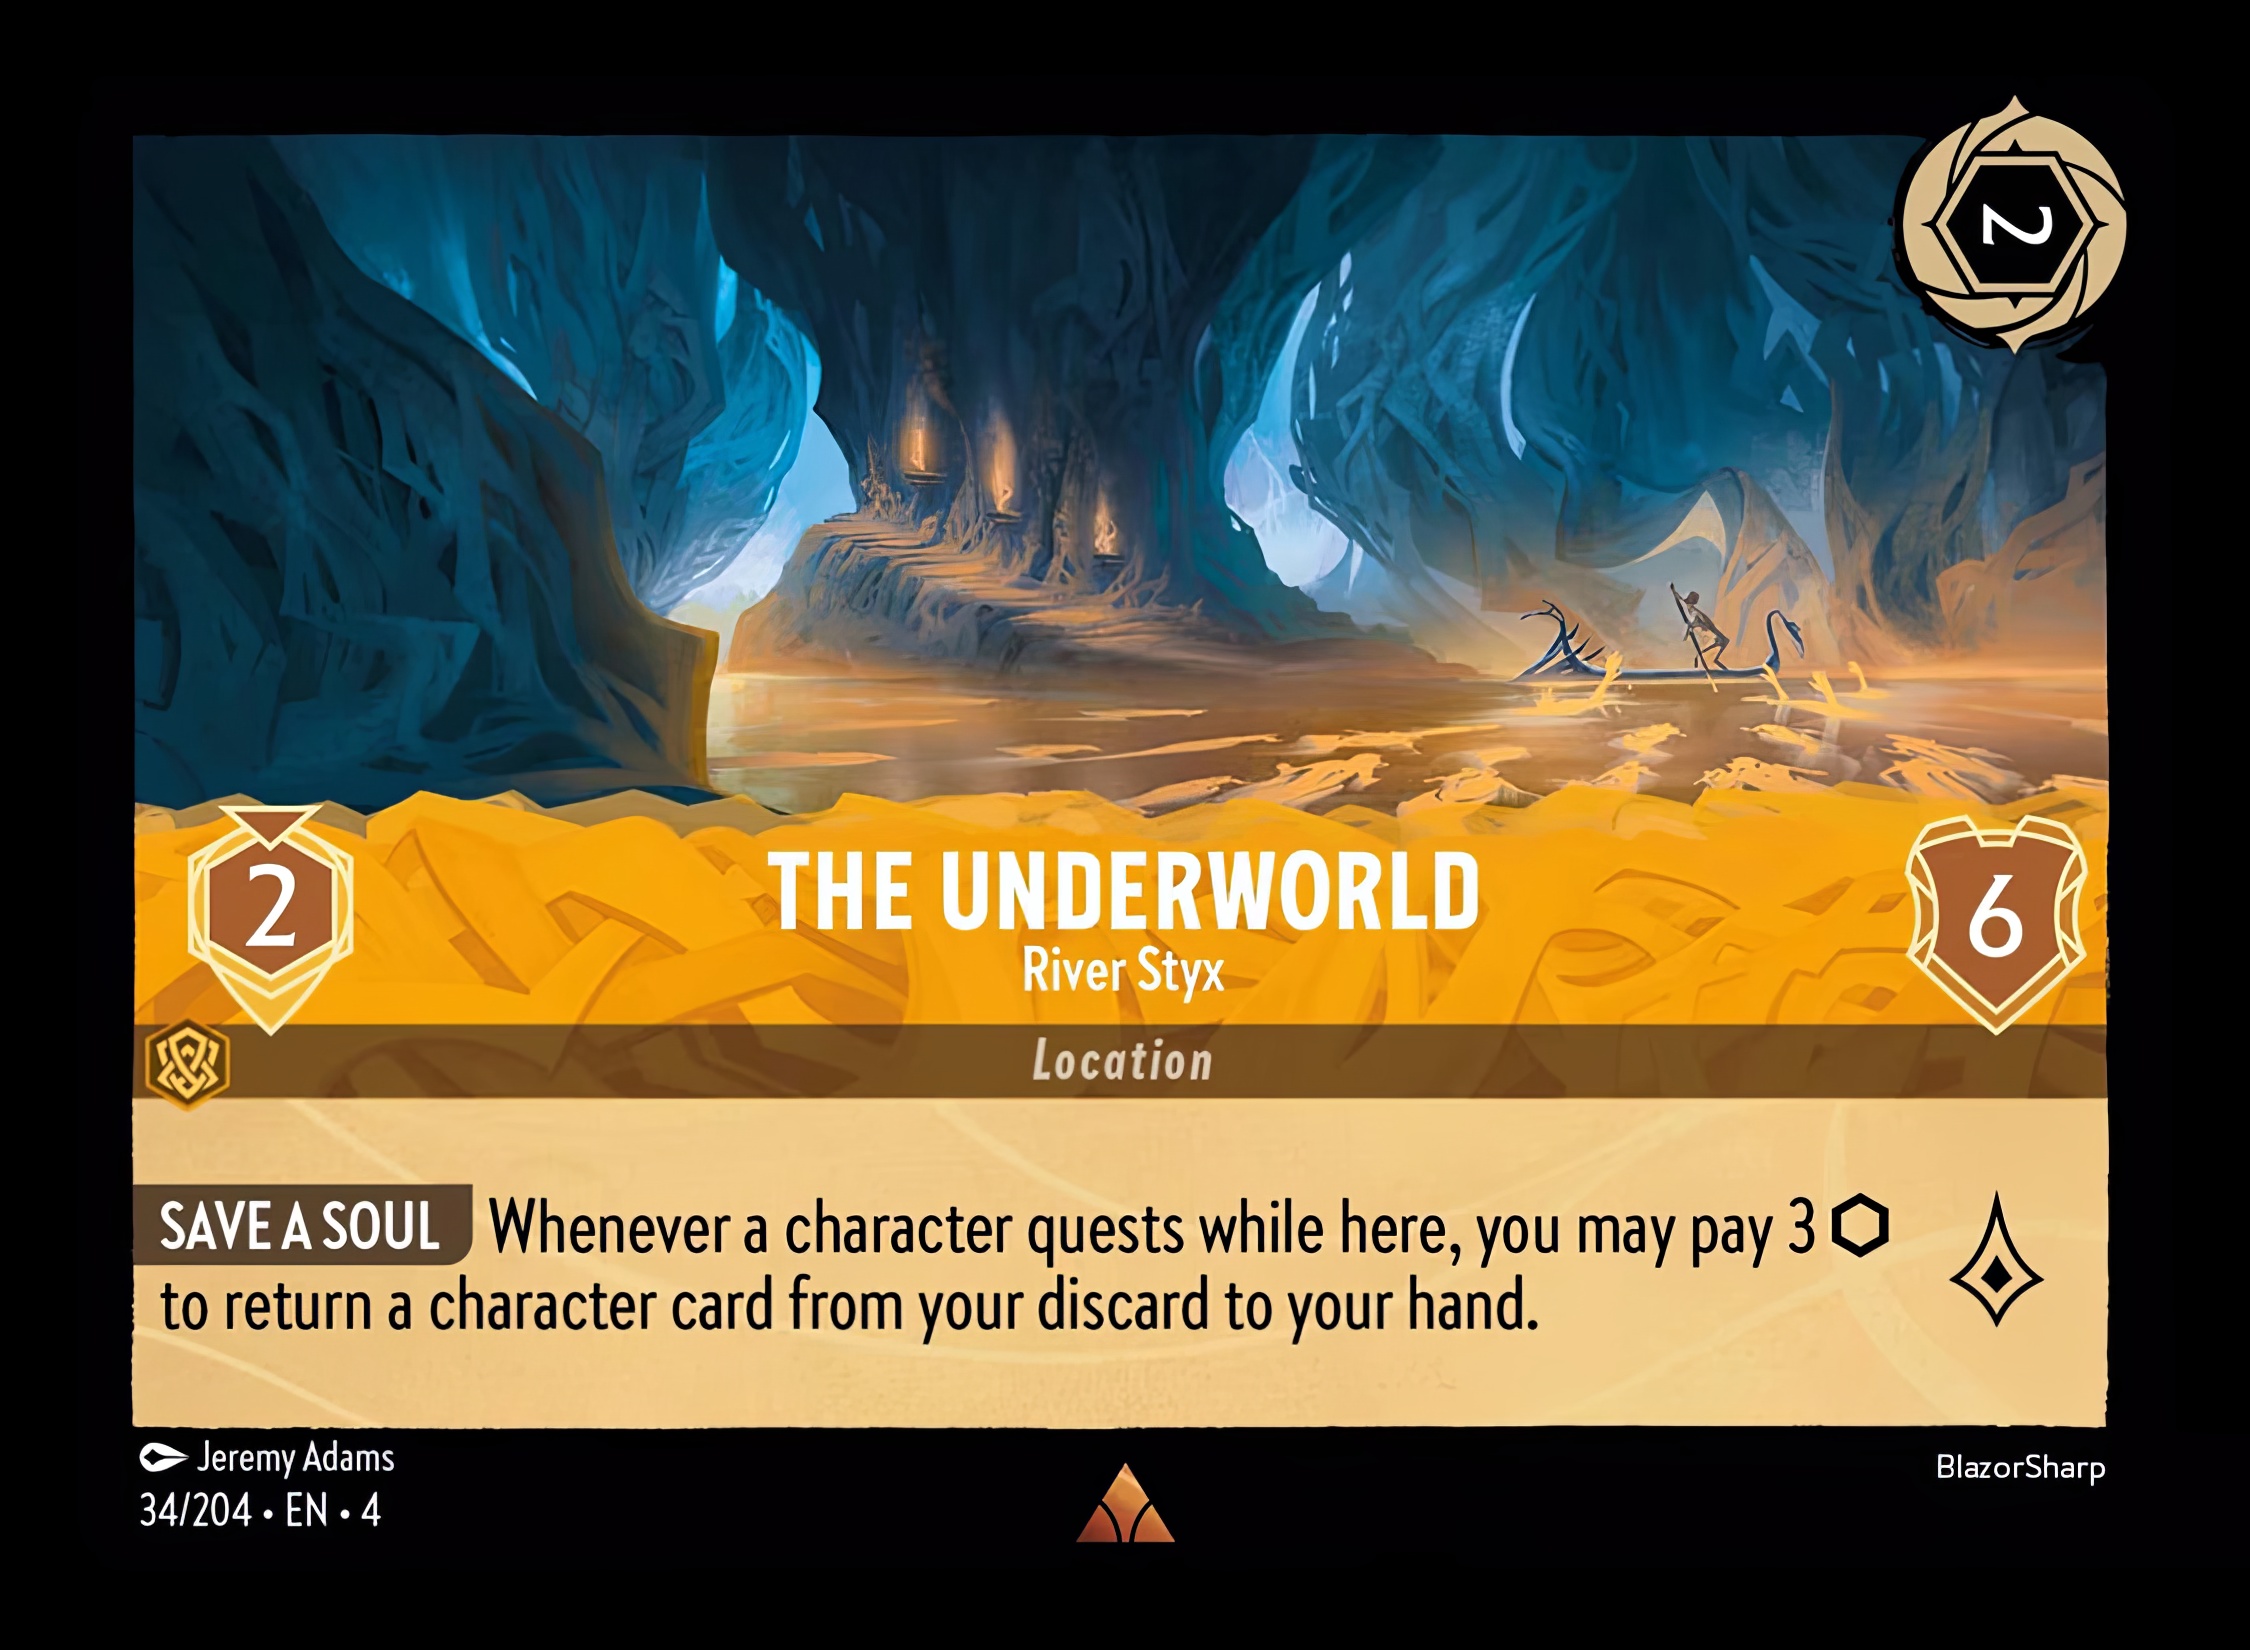 2
2
THE UNDERWORLD
6
River Styx
Location
SAVE A SOUL Whenever a character quests while here, you may pay 3 ⬡
to return a character card from your discard to your hand.
Jeremy Adams
BlazorSharp
34/204 • EN • 4